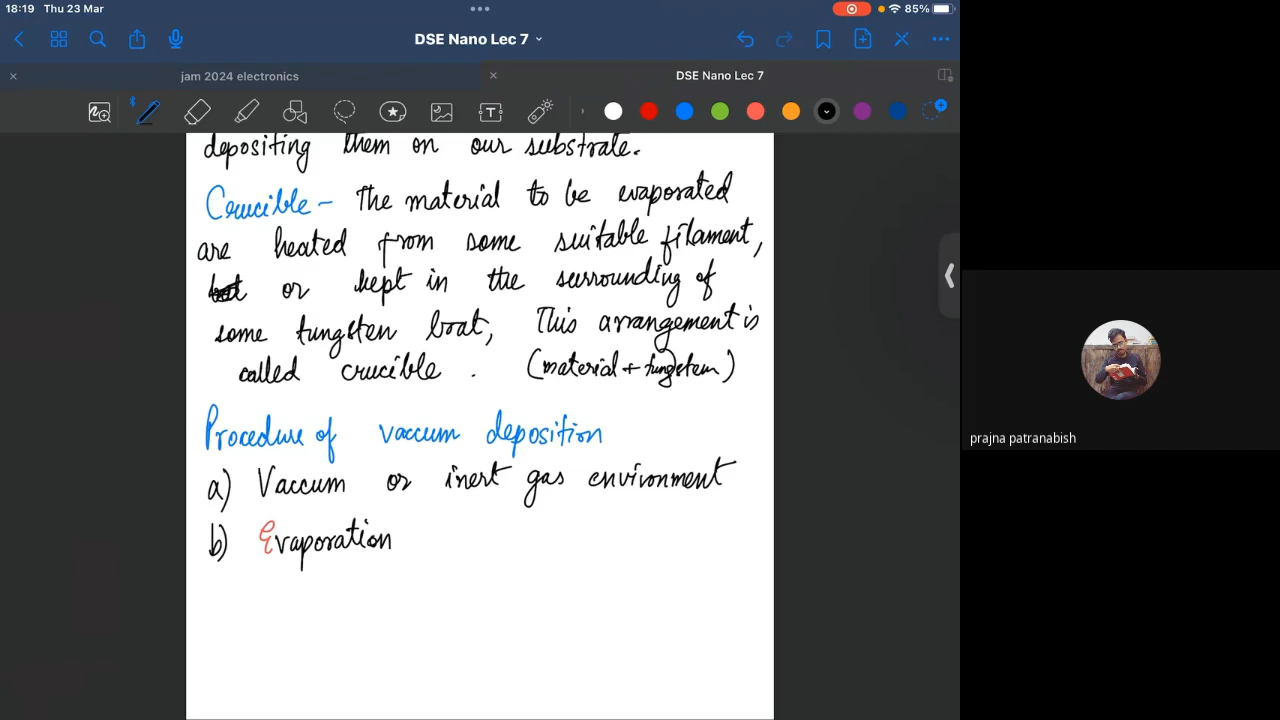 18:19 Thu 23 Mar
85%
DSE Nano Lec 7
jam 2024 electronics
DSE Nano Lec 7
depositing them on our substrate.
Crucible - The material to be evaporated
are heated from some suitable filament,
or kept in the surrounding of
some tungsten boat, This arrangement is
called crucible . (material + tungstem)
Procedure of vaccum deposition
a) Vaccum or inert gas environment
b) Evaporation
prajna patranabish